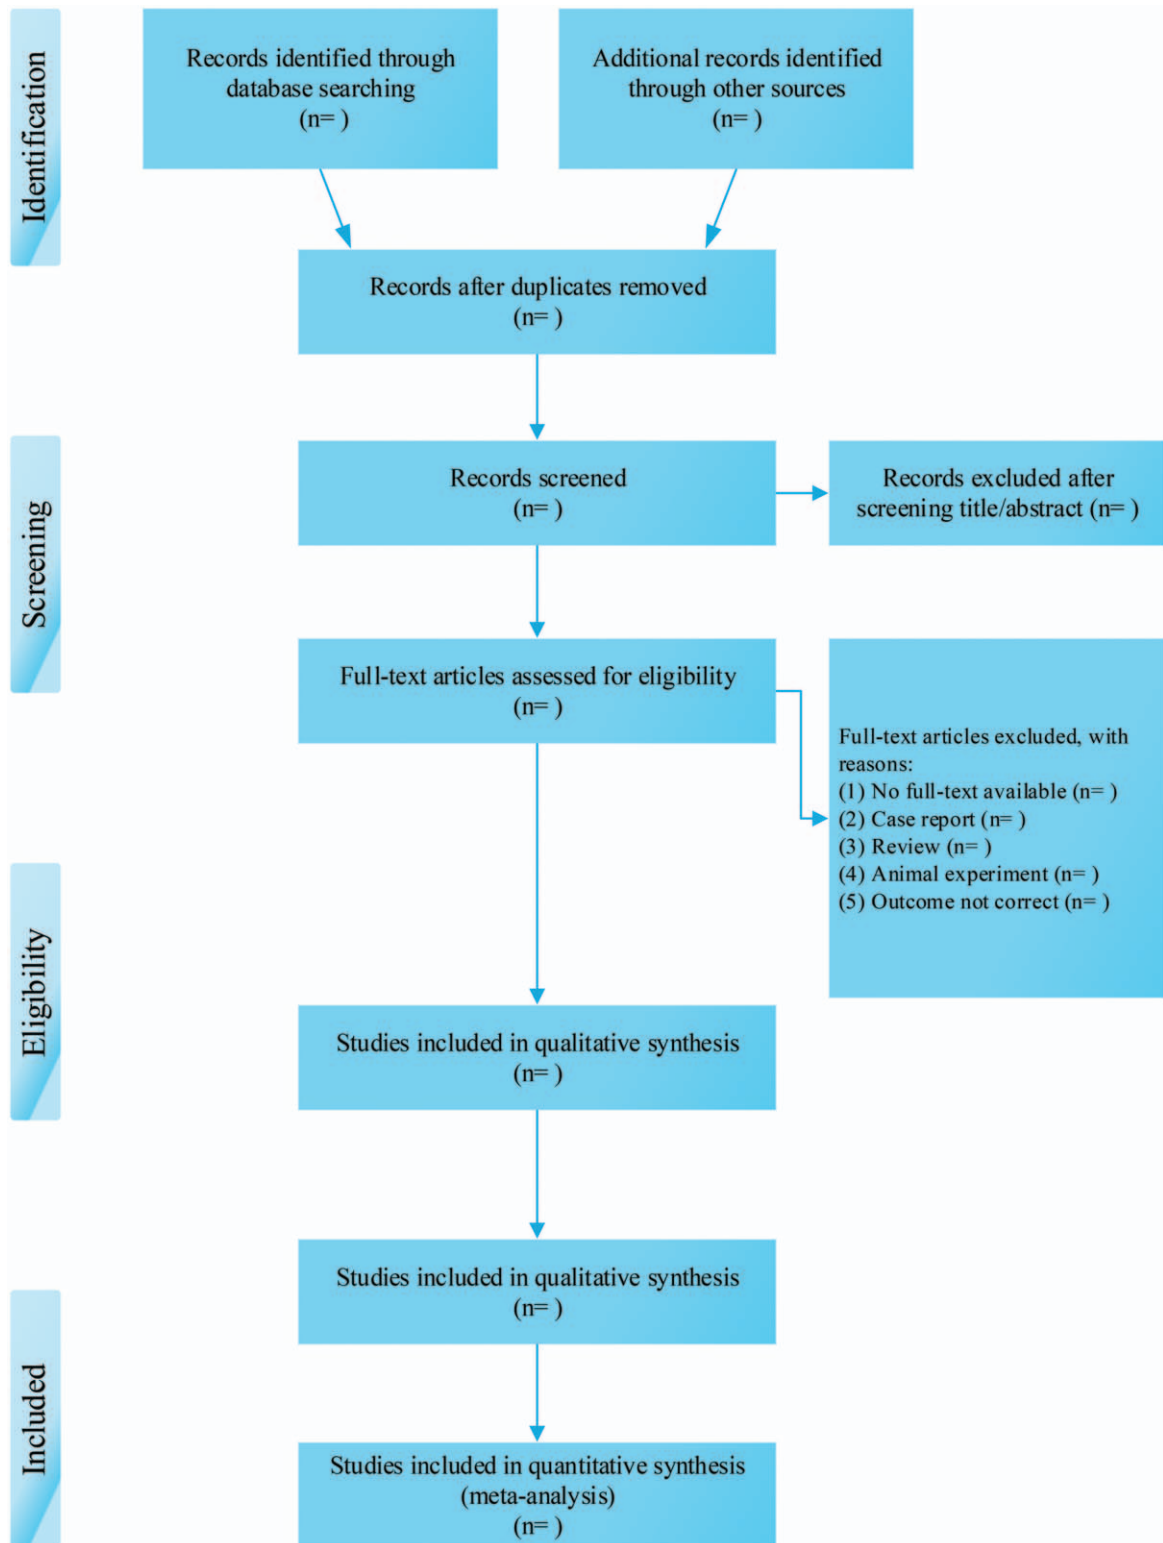 Identification
Records identified through
database searching
(n= )
Additional records identified
through other sources
(n= )
Records after duplicates removed
(n= )
Screening
Records screened
(n= )
Records excluded after
screening title/abstract (n= )
Full-text articles assessed for eligibility
(n= )
Full-text articles excluded, with
reasons:
(1) No full-text available (n= )
(2) Case report (n= )
(3) Review (n= )
(4) Animal experiment (n= )
(5) Outcome not correct (n= )
Eligibility
Studies included in qualitative synthesis
(n= )
Studies included in qualitative synthesis
(n= )
Included
Studies included in quantitative synthesis
(meta-analysis)
(n= )